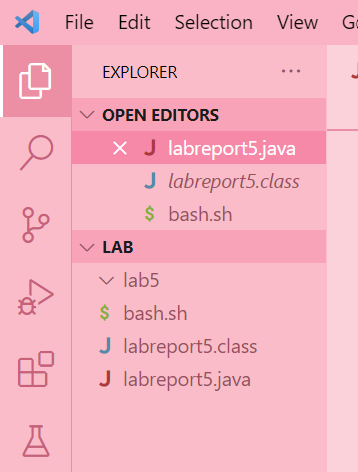 File Edit Selection View
EXPLORER ...
OPEN EDITORS
labreport5.java
labreport5.class
$ bash.sh
LAB
lab5
$ bash.sh
labreport5.class
labreport5.java